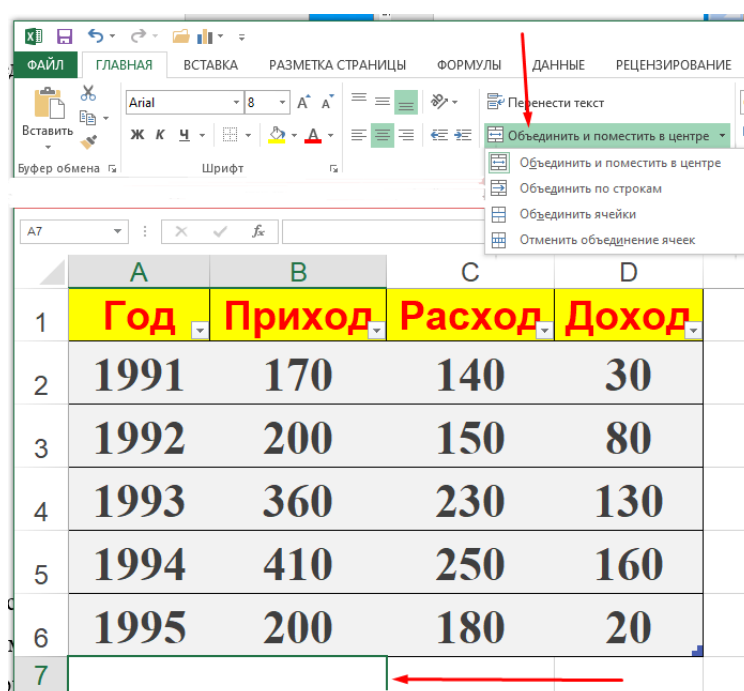 ФАЙЛ ГЛАВНАЯ ВСТАВКА РАЗМЕТКА СТРАНИЦЫ ФОРМУЛЫ ДАННЫЕ РЕЦЕНЗИРОВАНИЕ
Arial 8 Перенести текст
Вставить Ж К Ч А Объединить и поместить в центре
Буфер обмена Шрифт
Объединить и поместить в центре
Объединить по строкам
Объединить ячейки
Отменить объединение ячеек
A7 fx
A B C D
1 Год Приход Расход Доход
2 1991 170 140 30
3 1992 200 150 80
4 1993 360 230 130
5 1994 410 250 160
6 1995 200 180 20
7